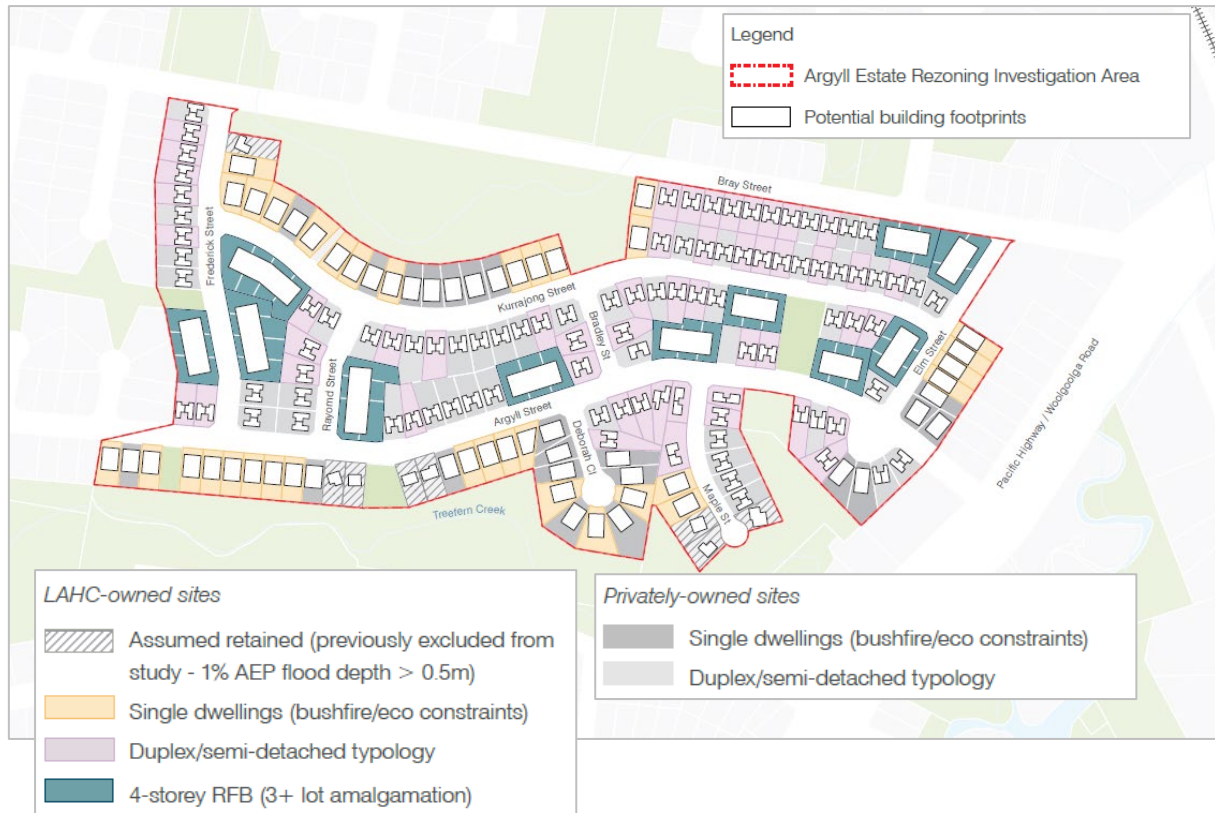 Legend
Argyll Estate Rezoning Investigation Area
Potential building footprints
Bray Street
Frederick Street
Kurrajong Street
Bradley St
Elm Street
Rayomd Street
Argyll Street
Deborah Cl
Maple St
Pacific Highway / Woolgoolga Road
Treefern Creek
LAHC-owned sites
Assumed retained (previously excluded from
study - 1% AEP flood depth > 0.5m)
Single dwellings (bushfire/eco constraints)
Duplex/semi-detached typology
4-storey RFB (3+ lot amalgamation)
Privately-owned sites
Single dwellings (bushfire/eco constraints)
Duplex/semi-detached typology